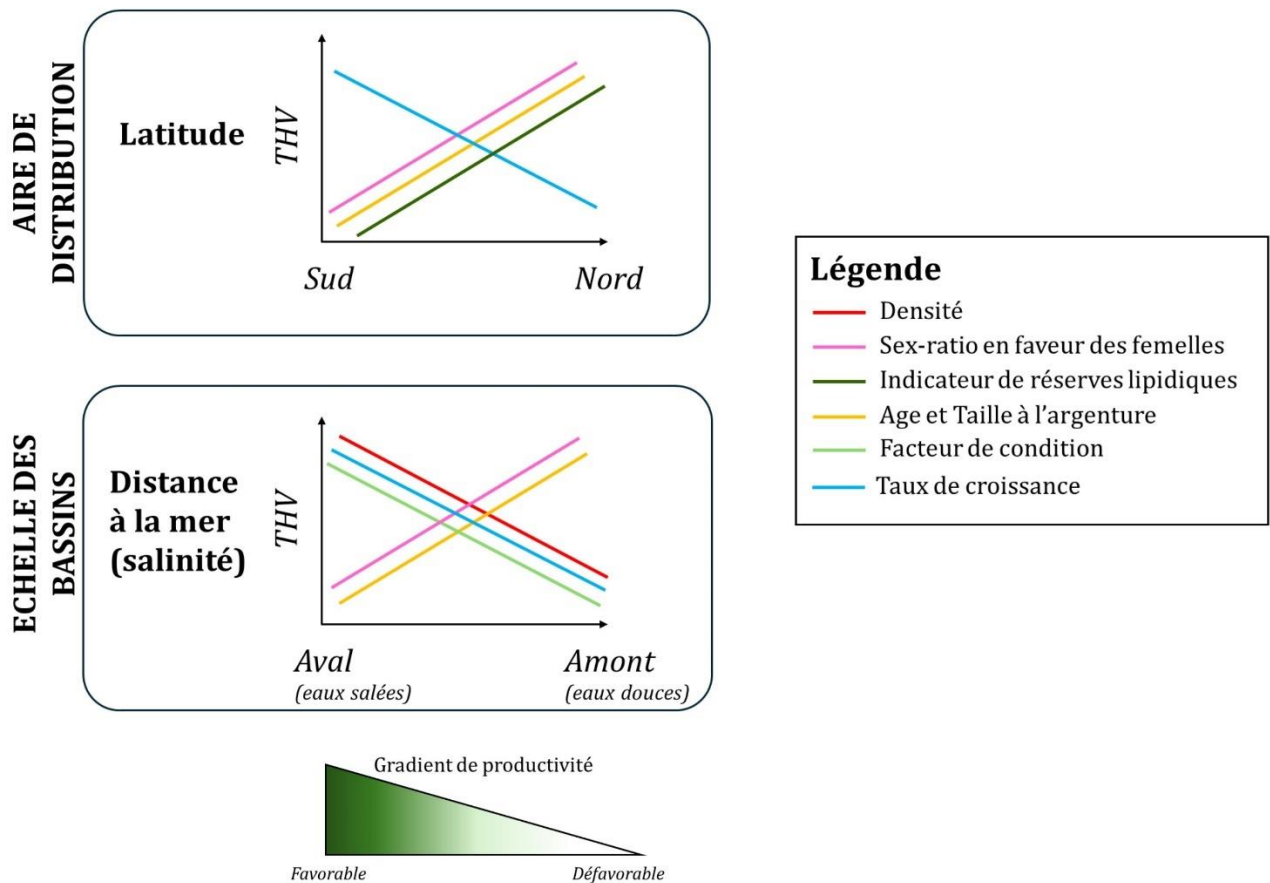 AIRE DE
DISTRIBUTION
Latitude
THV
Sud
Nord
ECHELLE DES
BASSINS
Distance
à la mer
(salinité)
THV
Aval
(eaux salées)
Amont
(eaux douces)
Légende
Densité
Sex-ratio en faveur des femelles
Indicateur de réserves lipidiques
Age et Taille à l'argenture
Facteur de condition
Taux de croissance
Gradient de productivité
Favorable
Défavorable